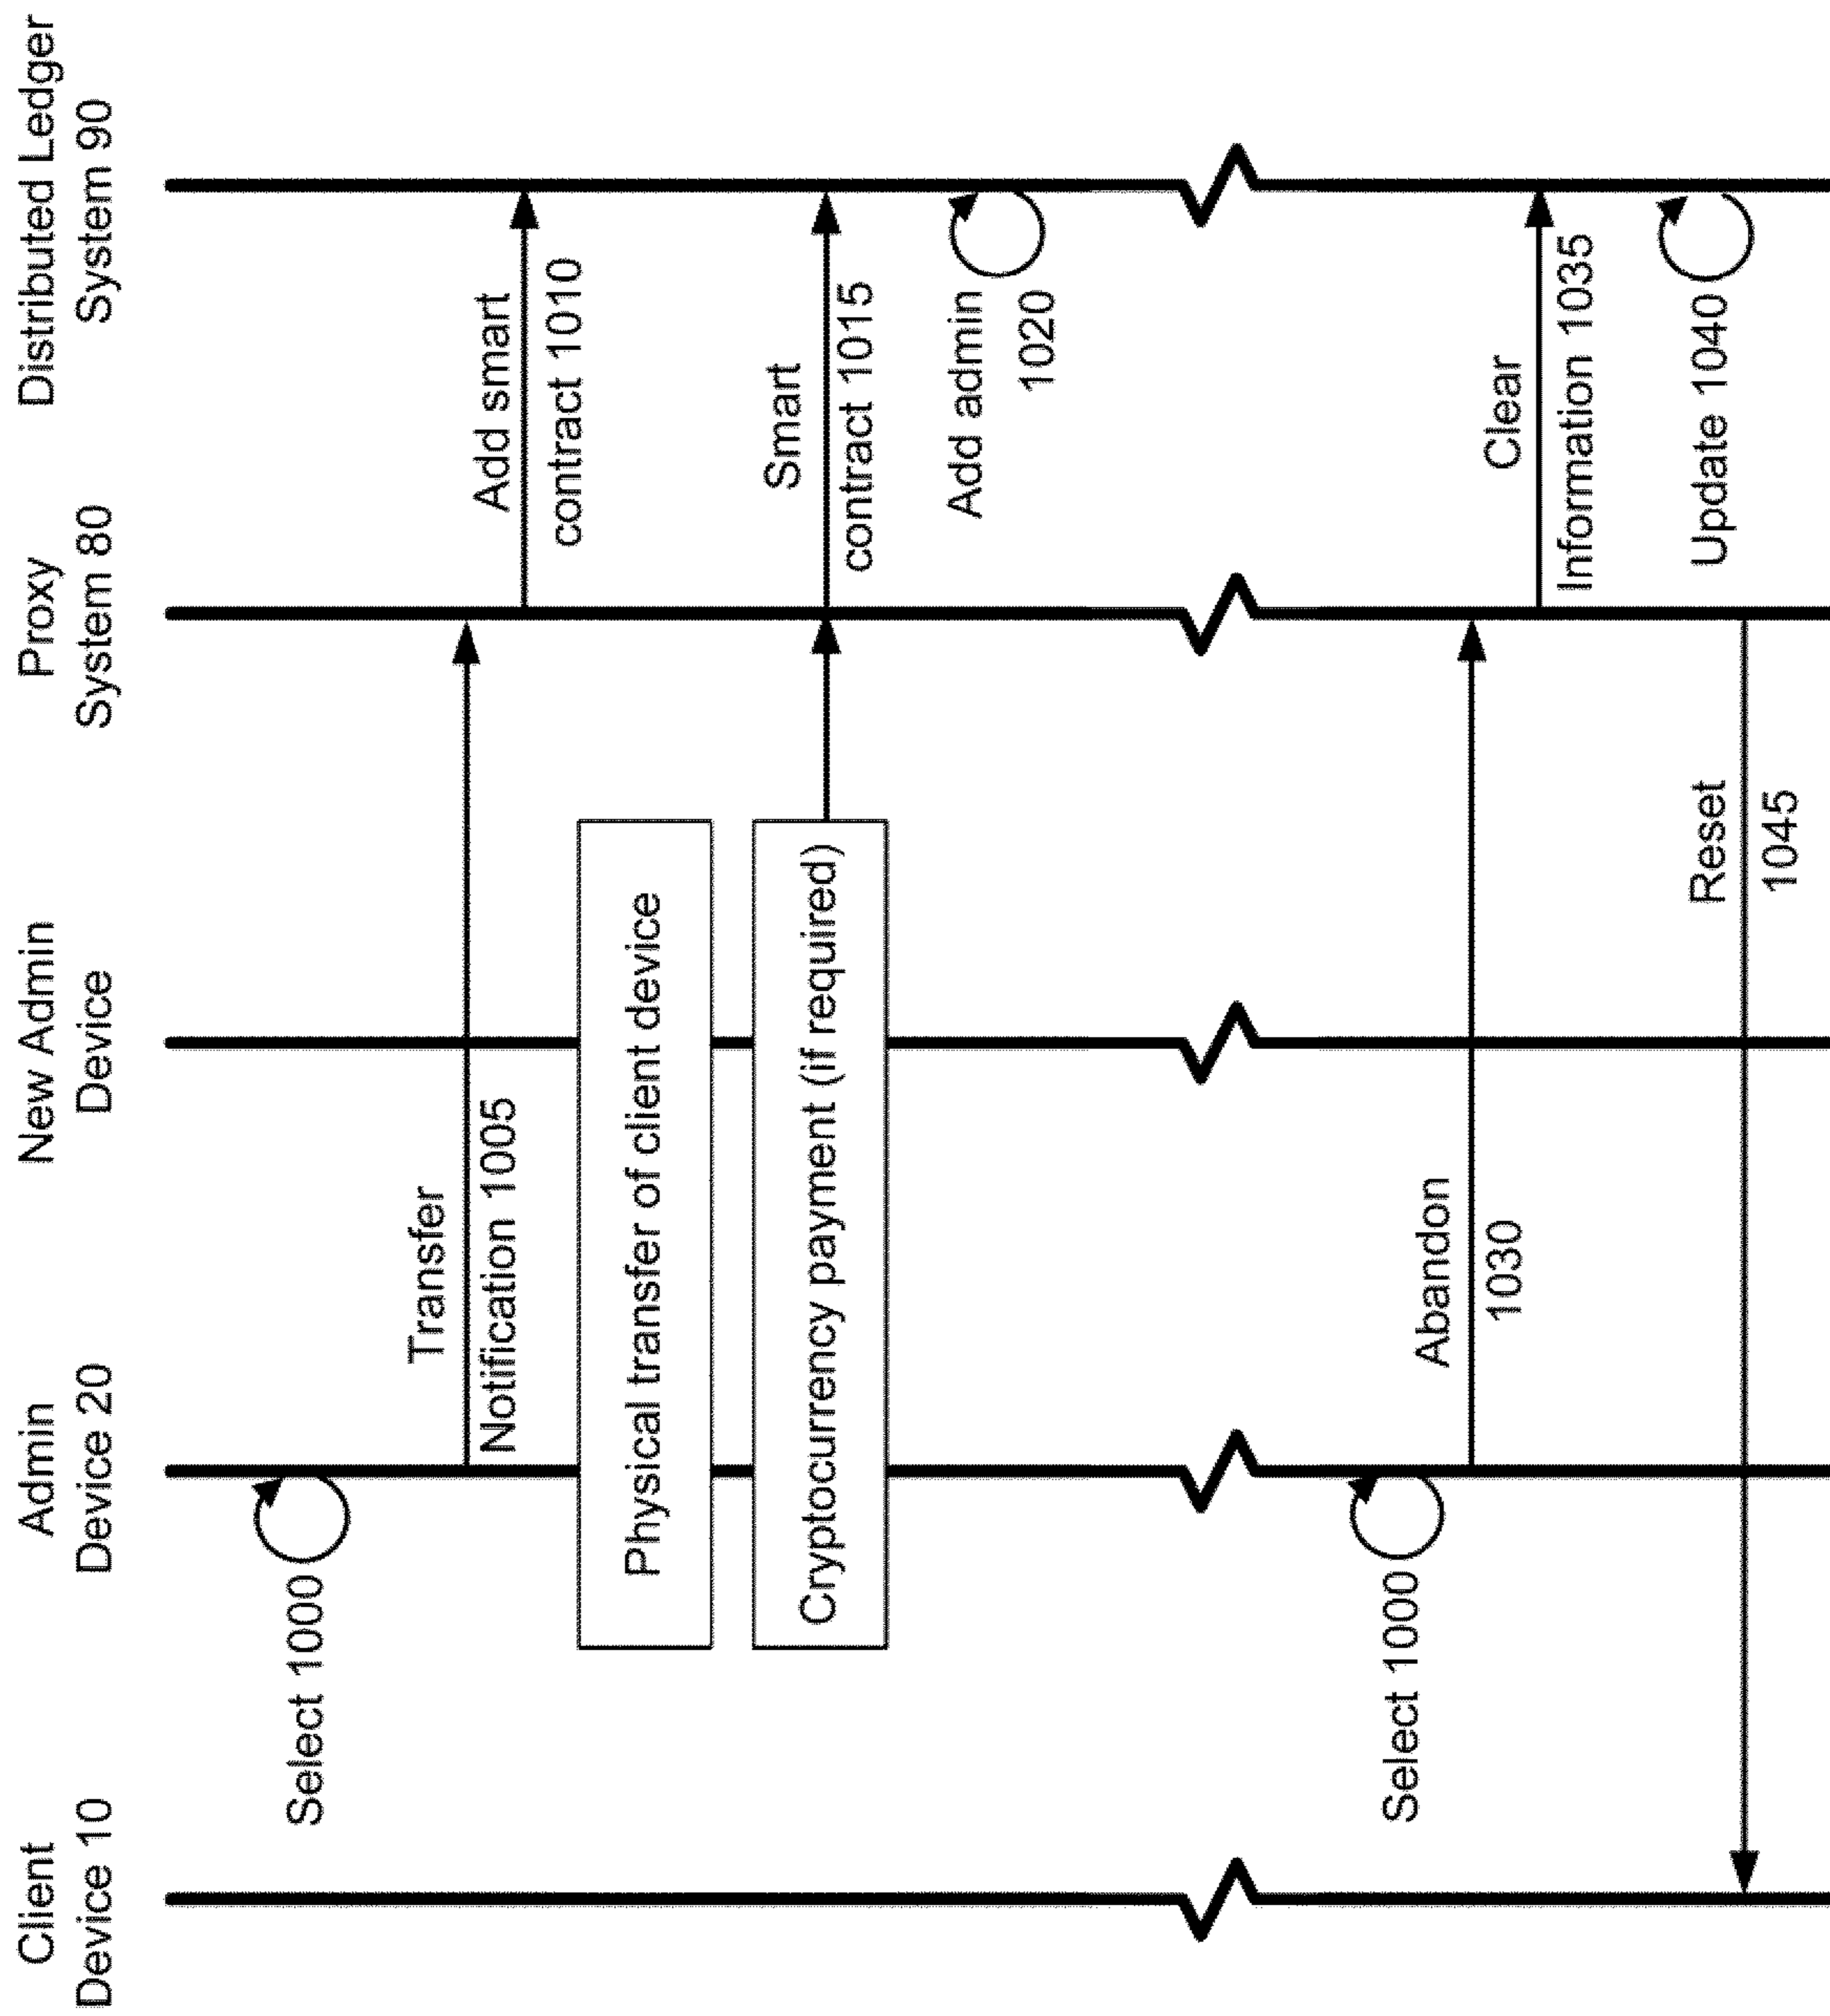 Client
Device 10
Admin
Device 20
New Admin
Device
Proxy
System 80
Distributed Ledger
System 90
Select 1000
Transfer
Notification 1005
Add smart
contract 1010
Physical transfer of client device
Cryptocurrency payment (if required)
Smart
contract 1015
Add admin
1020
Select 1000
Abandon
1030
Clear
Information 1035
Update 1040
Reset
1045